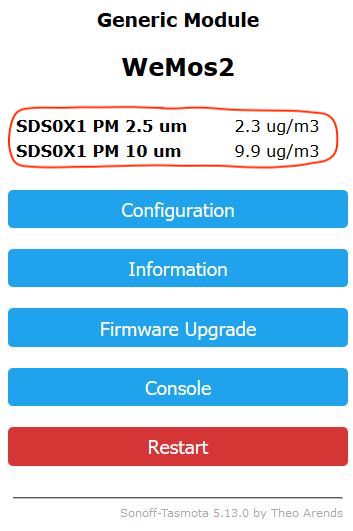 Generic Module
WeMos2
SDS0X1 PM 2.5 um 2.3 ug/m3
SDS0X1 PM 10 um 9.9 ug/m3
Configuration
Information
Firmware Upgrade
Console
Restart
Sonoff-Tasmota 5.13.0 by Theo Arends